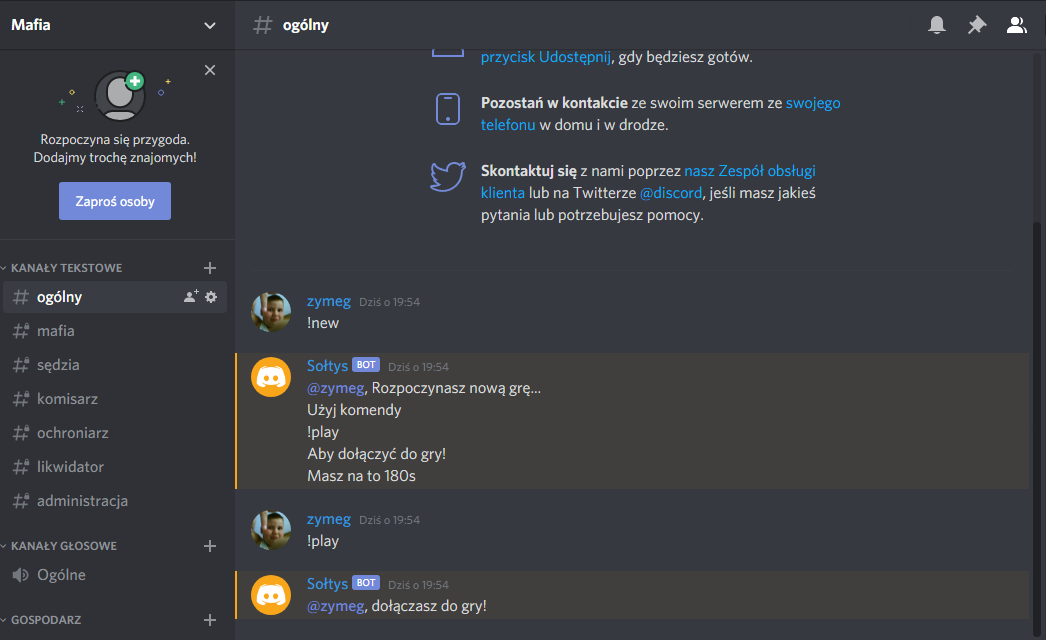 Mafia
Rozpoczyna się przygoda.
Dodajmy trochę znajomych!
Zaproś osoby
KANAŁY TEKSTOWE
ogólny
mafia
sędzia
komisarz
ochroniarz
likwidator
administracja
KANAŁY GŁOSOWE
Ogólne
GOSPODARZ
ogólny
przycisk Udostępnij, gdy będziesz gotów.
Pozostań w kontakcie ze swoim serwerem ze swojego
telefonu w domu i w drodze.
Skontaktuj się z nami poprzez nasz Zespół obsługi
klienta lub na Twitterze @discord, jeśli masz jakieś
pytania lub potrzebujesz pomocy.
zymeg Dziś o 19:54
!new
Sołtys BOT Dziś o 19:54
@zymeg, Rozpoczynasz nową grę...
Użyj komendy
!play
Aby dołączyć do gry!
Masz na to 180s
zymeg Dziś o 19:54
!play
Sołtys BOT Dziś o 19:54
@zymeg, dołączasz do gry!